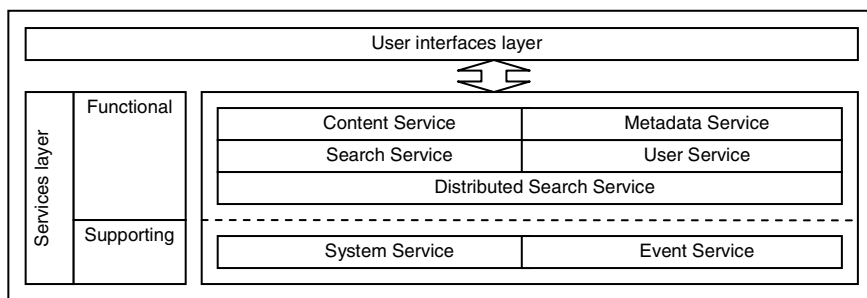 User interfaces layer
Services layer
Functional
Content Service
Metadata Service
Search Service
User Service
Distributed Search Service
Supporting
System Service
Event Service